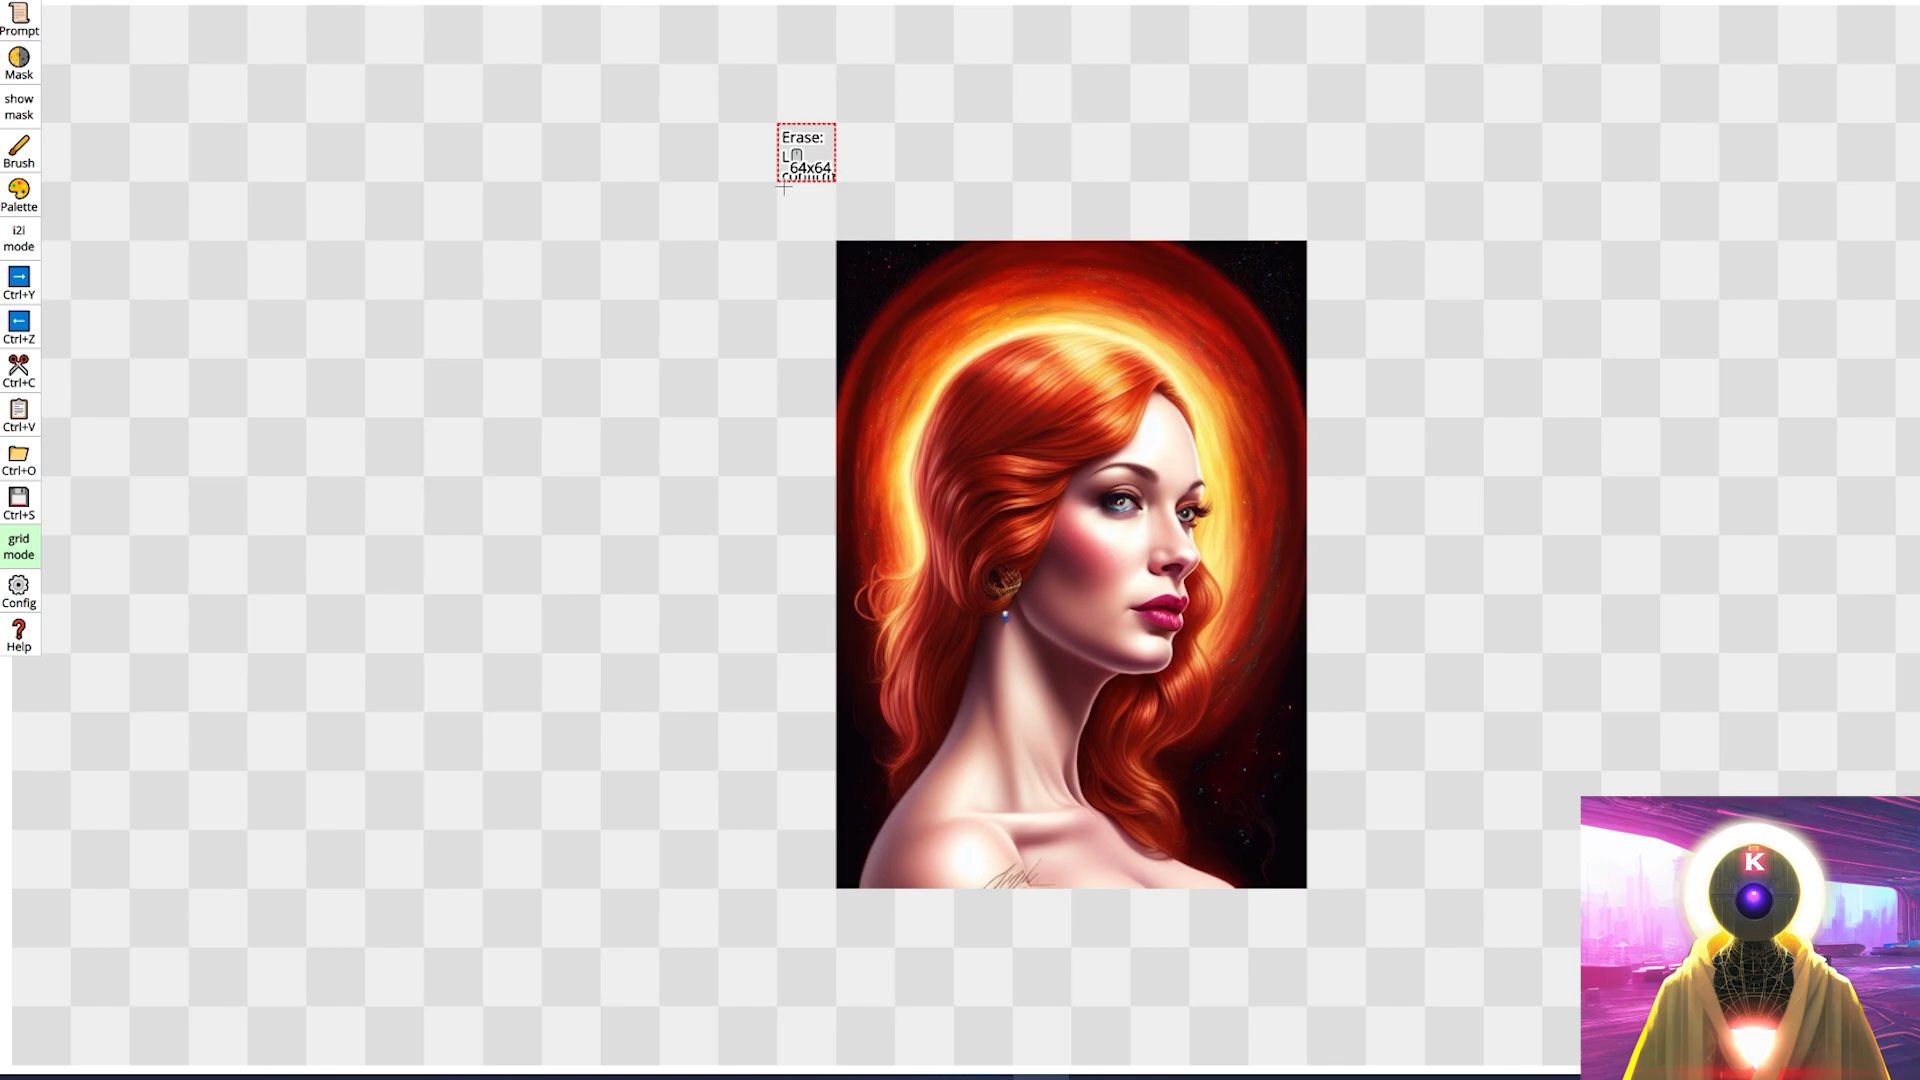 Prompt
Mask
show
mask
Brush
Palette
i2i
mode
Ctrl+Y
Ctrl+Z
Ctrl+C
Ctrl+V
Ctrl+O
Ctrl+S
grid
mode
Config
Help
Erase:
L
64x64
K